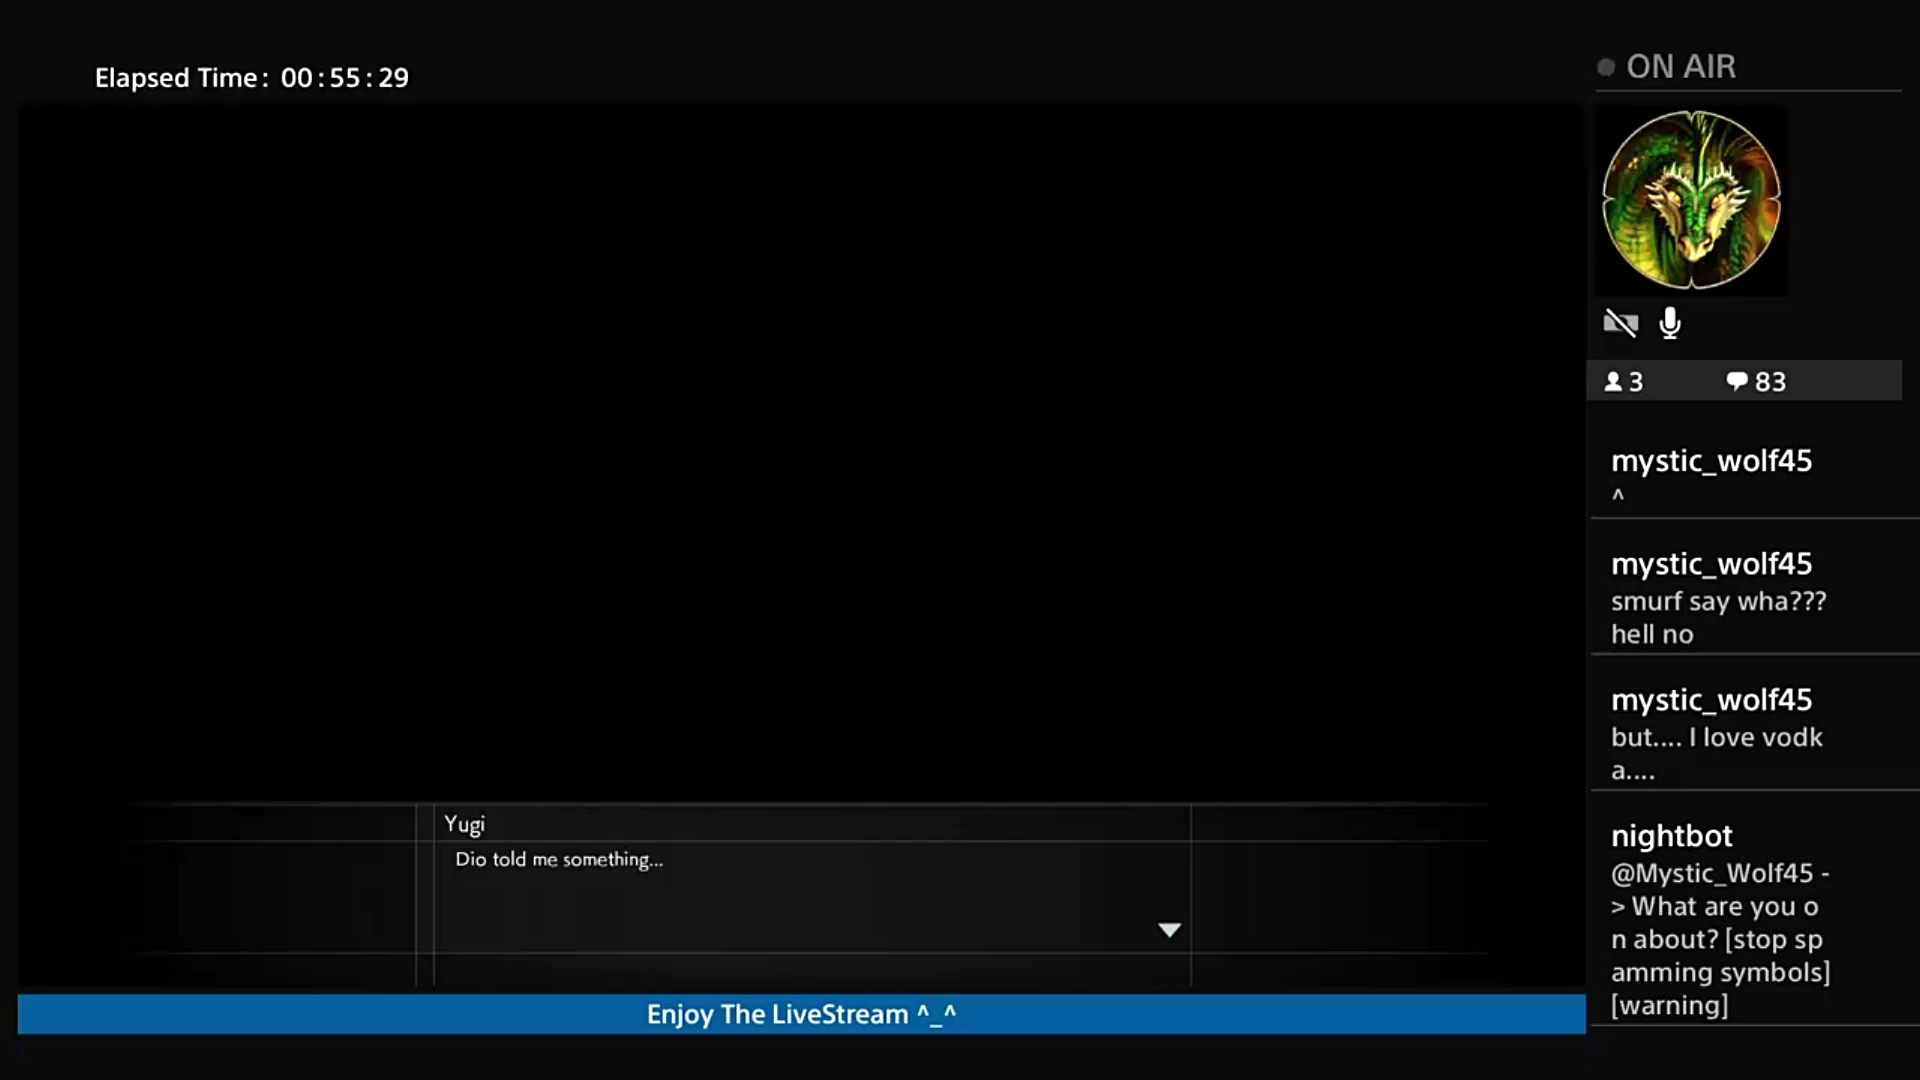 Elapsed Time: 00:55:29
ON AIR
3 83
mystic_wolf45
^
mystic_wolf45
smurf say wha???
hell no
mystic_wolf45
but.... I love vodk
a....
nightbot
@Mystic_Wolf45 -
> What are you o
n about? [stop sp
amming symbols]
[warning]
Yugi
Dio told me something...
Enjoy The LiveStream ^_^